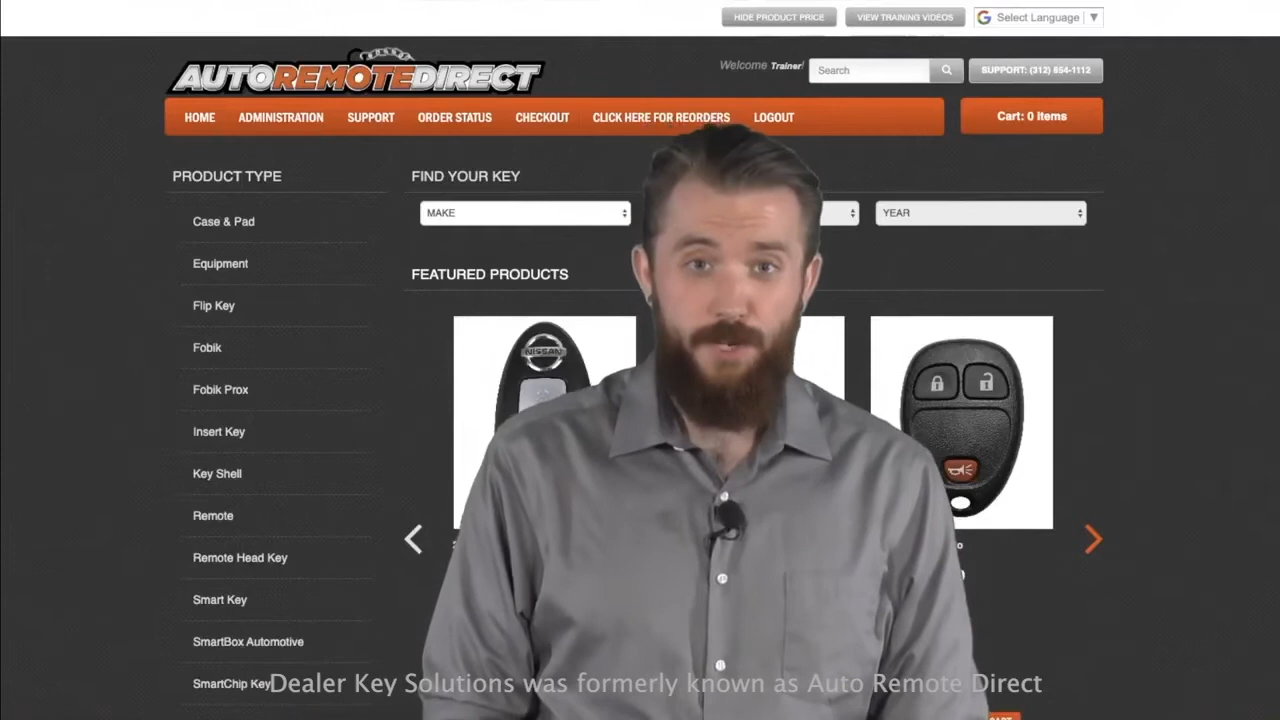 HIDE PRODUCT PRICE
VIEW TRAINING VIDEOS
Select Language
AUTOREMOTEDIRECT
Welcome Trainer!
Search
SUPPORT: (312) 854-1112
HOME
ADMINISTRATION
SUPPORT
ORDER STATUS
CHECKOUT
CLICK HERE FOR REORDERS
LOGOUT
Cart: 0 Items
PRODUCT TYPE
Case & Pad
Equipment
Flip Key
Fobik
Fobik Prox
Insert Key
Key Shell
Remote
Remote Head Key
Smart Key
SmartBox Automotive
SmartChip Key
FIND YOUR KEY
MAKE
YEAR
FEATURED PRODUCTS
NISSAN
Dealer Key Solutions was formerly known as Auto Remote Direct